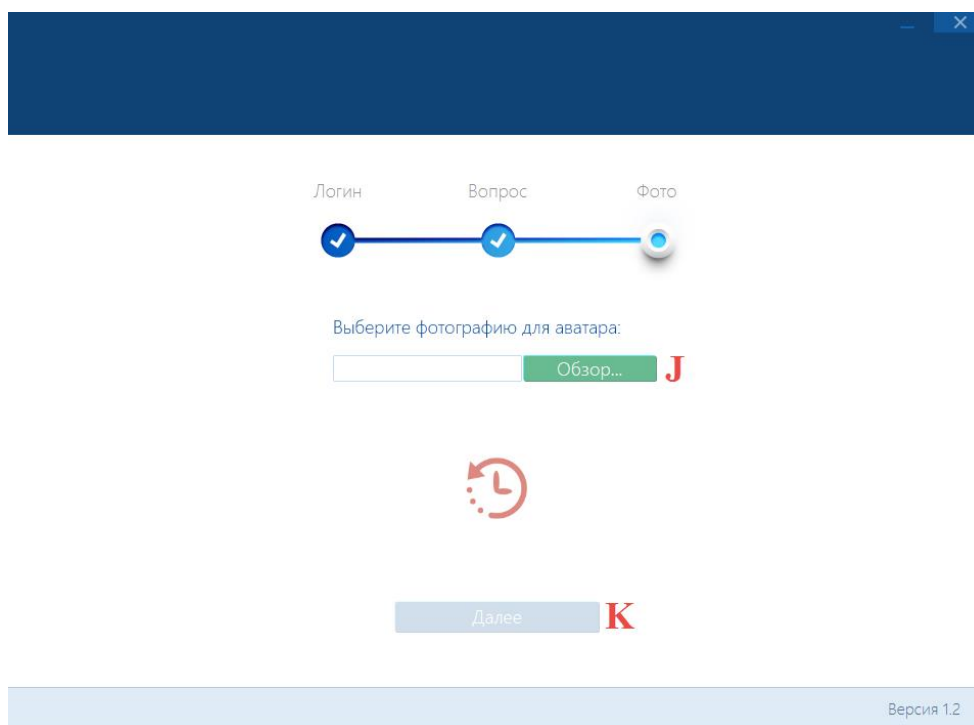 Логин Вопрос Фото
Выберите фотографию для аватара:
Обзор... J
Далее K
Версия 1.2